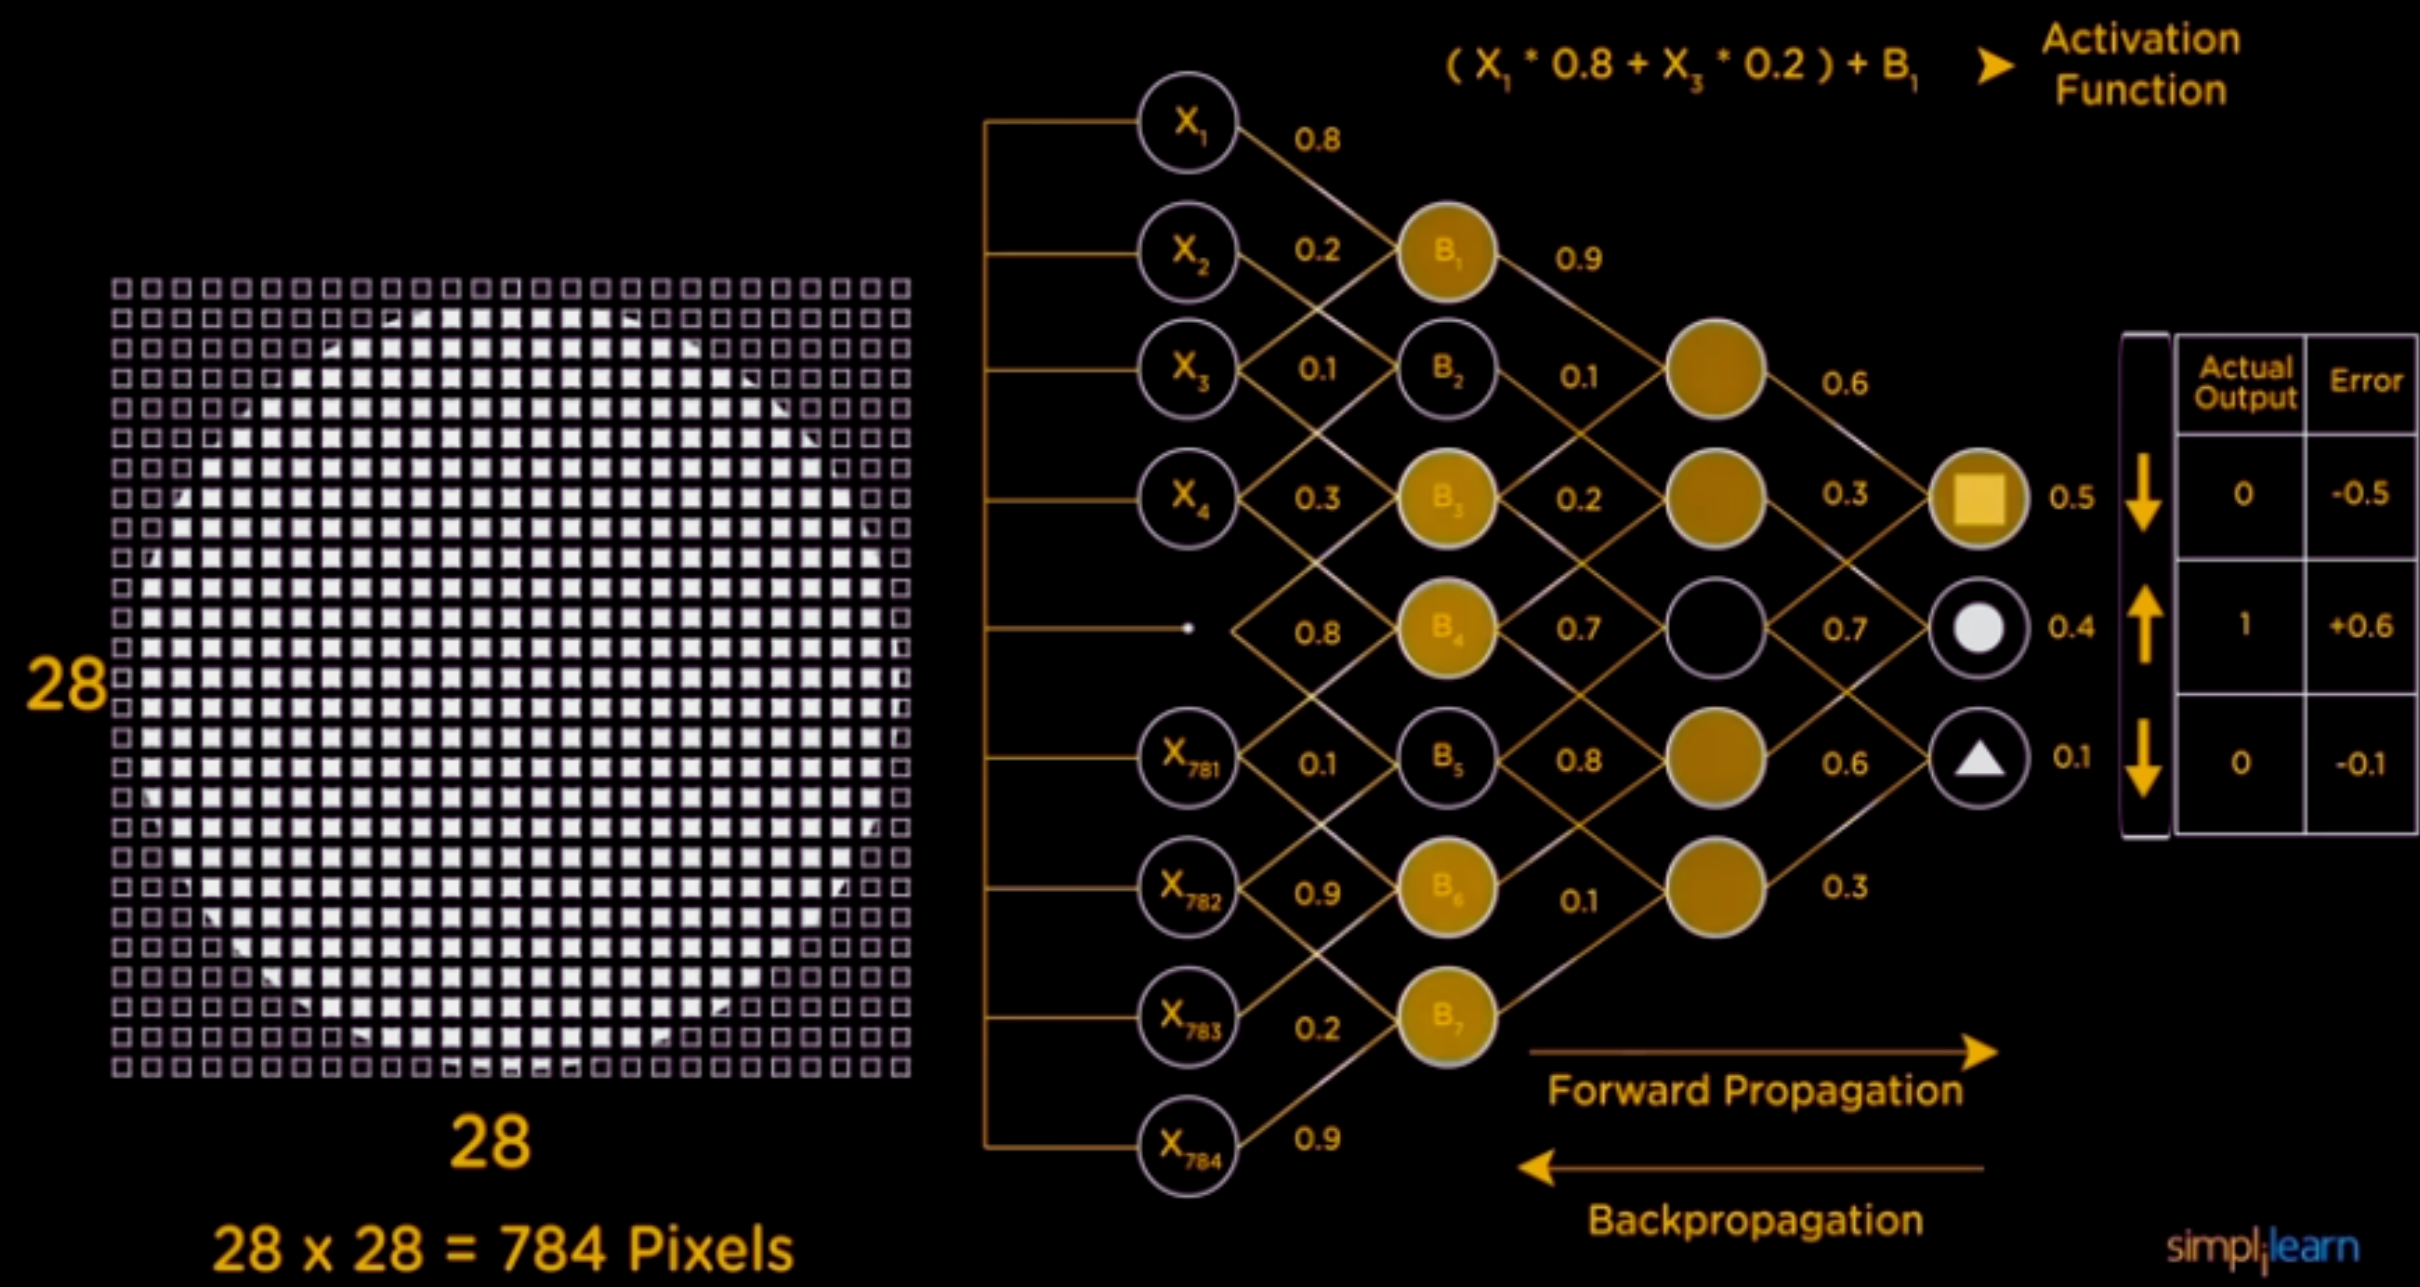 ( X1 * 0.8 + X3 * 0.2 ) + B1
Activation
Function
28
28
28 x 28 = 784 Pixels
X1
X2
X3
X4
X781
X782
X783
X784
0.8
0.2
0.1
0.3
0.8
0.1
0.9
0.2
0.9
B1
B2
B3
B4
B5
B6
B7
0.9
0.1
0.2
0.7
0.8
0.1
0.6
0.3
0.7
0.6
0.3
0.5
0.4
0.1
Actual
Output
Error
0 -0.5
1 +0.6
0 -0.1
Forward Propagation
Backpropagation
simplilearn